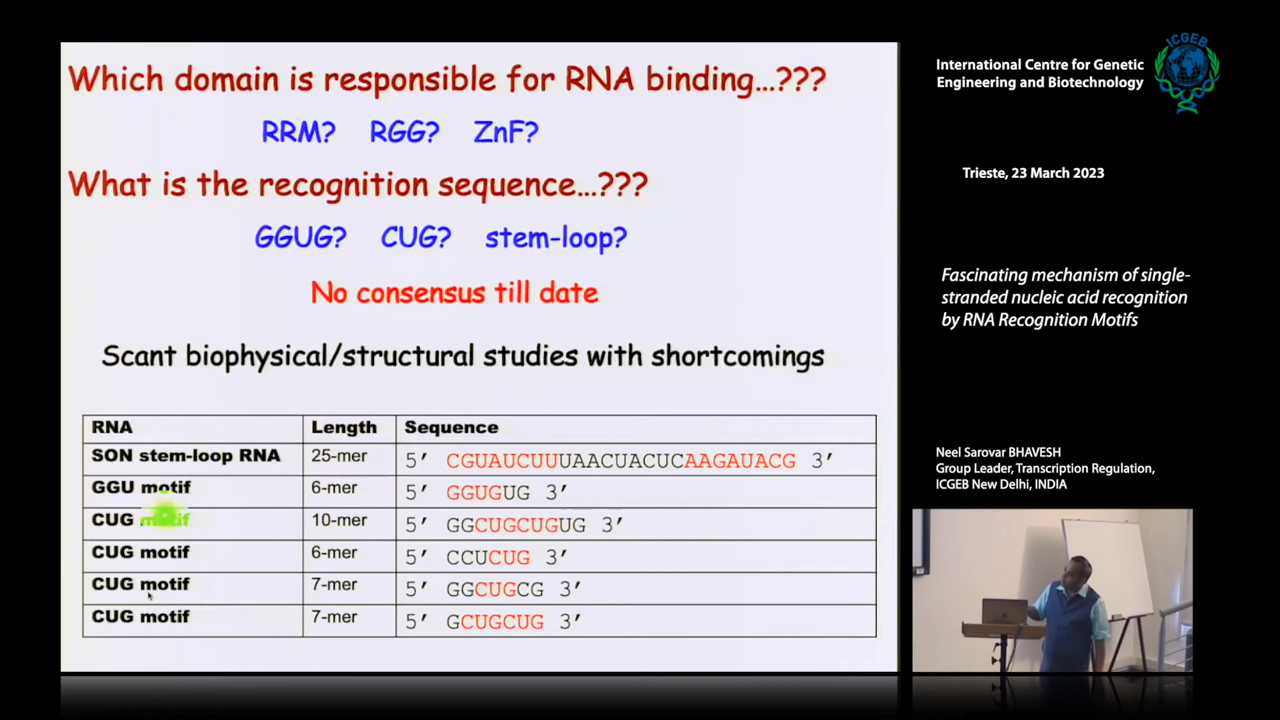 Which domain is responsible for RNA binding...???
RRM? RGG? ZnF?
What is the recognition sequence...???
GGUG? CUG? stem-loop?
No consensus till date
Scant biophysical/structural studies with shortcomings
RNA Length Sequence
SON stem-loop RNA 25-mer 5′ CGUAUCUUUAACUACUCAAGAUACG 3′
GGU motif 6-mer 5′ GGUGUG 3′
CUG motif 10-mer 5′ GGCUGCUGUG 3′
CUG motif 6-mer 5′ CCUCUG 3′
CUG motif 7-mer 5′ GGCUGCG 3′
CUG motif 7-mer 5′ GCUGCUG 3′
International Centre for Genetic
Engineering and Biotechnology
ICGEB
Trieste, 23 March 2023
Fascinating mechanism of single-
stranded nucleic acid recognition
by RNA Recognition Motifs
Neel Sarovar BHAVESH
Group Leader, Transcription Regulation,
ICGEB New Delhi, INDIA